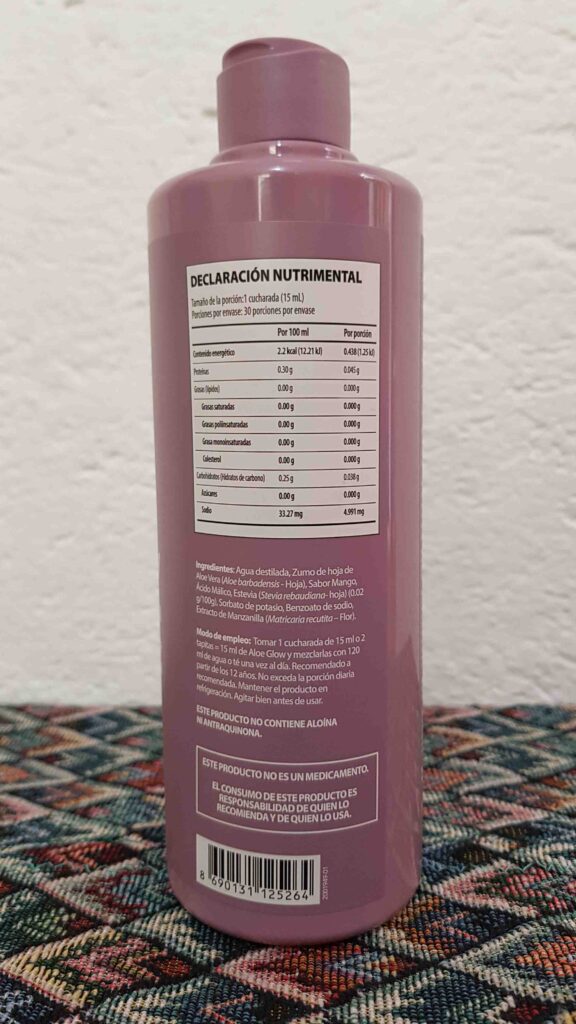 DECLARACIÓN NUTRIMENTAL
Tamaño de la porción:1 cucharada (15 ml.)
Porciones por envase: 30 porciones por envase
Por 100 ml Por porción
Contenido energético 2.2 kcal (12.21 kJ) 0.438 (1.25 kJ)
Proteínas 0.30 g 0.045 g
Grasas (lípidos) 0.00 g 0.000 g
Grasas saturadas 0.00 g 0.000 g
Grasas poliinsaturadas 0.00 g 0.000 g
Grasa monoinsaturadas 0.00 g 0.000 g
Colesterol 0.00 g 0.000 g
Carbohidratos (Hidratos de carbono) 0.25 g 0.038 g
Azúcares 0.00 g 0.000 g
Sodio 33.27 mg 4.991 mg
Ingredientes: Agua destilada, Zumo de hoja de
Aloe Vera (Aloe barbadensis - Hoja), Sabor Mango,
Ácido Málico, Estevia (Stevia rebaudiana- hoja) (0.02
g/100g), Sorbato de potasio, Benzoato de sodio,
Extracto de Manzanilla (Matricaria recutita – Flor).
Modo de empleo: Tomar 1 cucharada de 15 ml o 2
tapitas = 15 ml de Aloe Glow y mezclarlas con 120
ml de agua o té una vez al día. Recomendado a
partir de los 12 años. No exceda la porción diaria
recomendada. Mantener el producto en
refrigeración. Agitar bien antes de usar.
ESTE PRODUCTO NO CONTIENE ALOÍNA
NI ANTRAQUINONA.
ESTE PRODUCTO NO ES UN MEDICAMENTO.
EL CONSUMO DE ESTE PRODUCTO ES
RESPONSABILIDAD DE QUIEN LO
RECOMIENDA Y DE QUIEN LO USA.
8 690131 125264
2001949-01